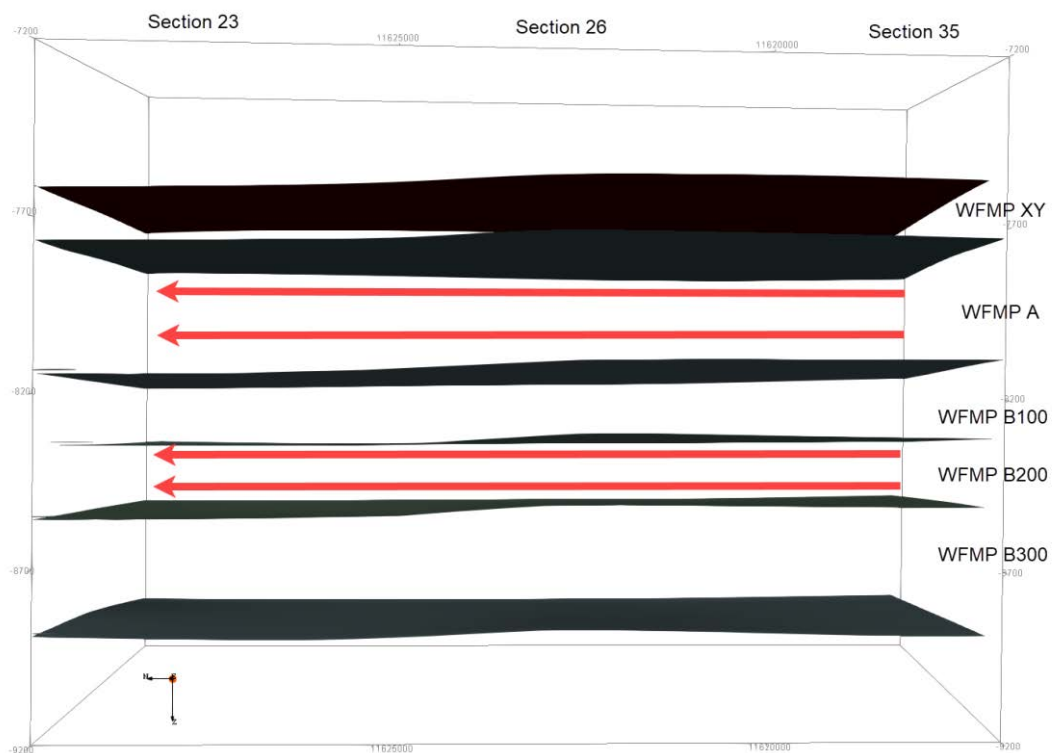 Section 23
Section 26
Section 35
-7200
11625000
11620000
-7200
WFMP XY
-7700
-7700
WFMP A
-8200
-8200
WFMP B100
WFMP B200
WFMP B300
-8700
-8700
N
Z
-9200
11625000
11620000
-9200